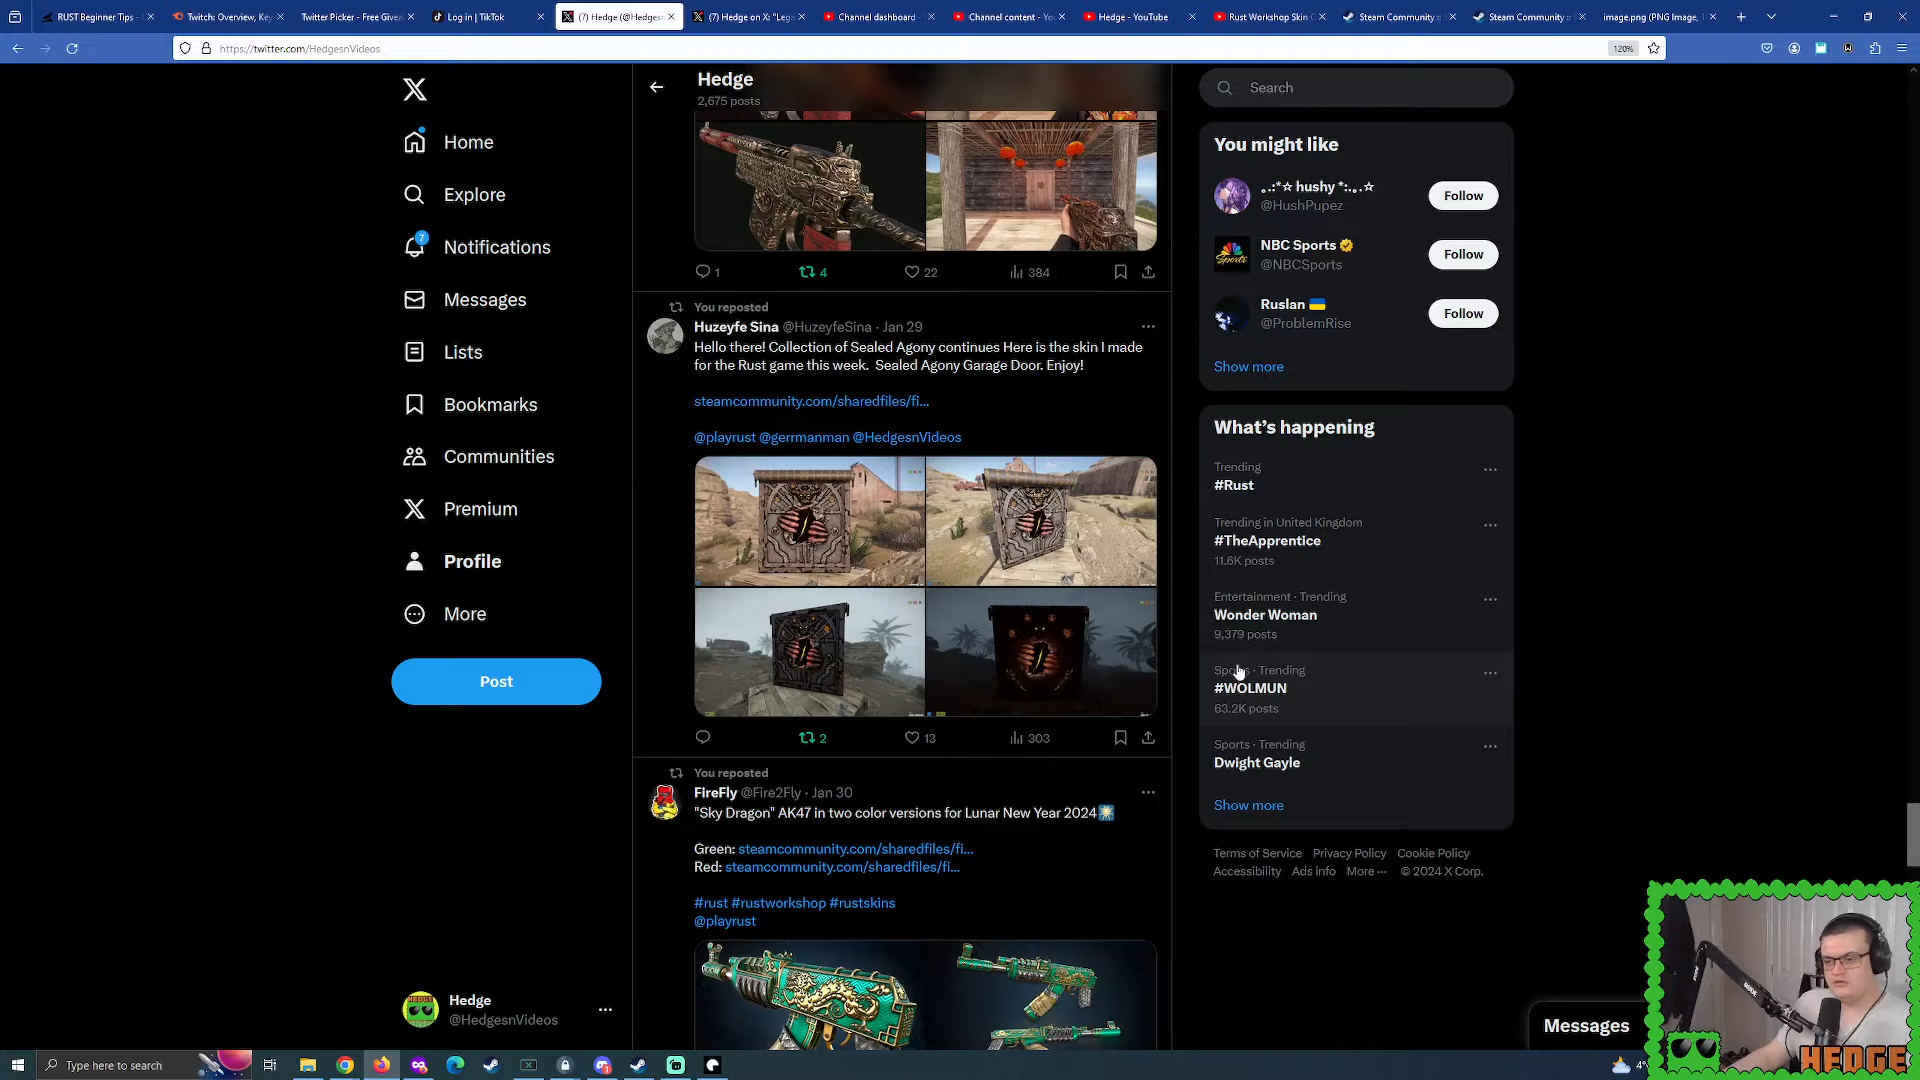 RUST Beginner Tips -
Twitch: Overview, Key
Twitter Picker - Free Givea
Log in | TikTok
(7) Hedge (@Hedgesn
(7) Hedge on X: "Lega
Channel dashboard -
Channel content - Yo
Hedge - YouTube
Rust Workshop Skin C
Steam Community ::
Steam Community :: S
image.png (PNG Image,
https://twitter.com/HedgesnVideos
120%
Home
Explore
7
Notifications
Messages
Lists
Bookmarks
Communities
Premium
Profile
More
Post
Hedge
@HedgesnVideos
Hedge
2,675 posts
1
4
22
384
You reposted
Huzeyfe Sina @HuzeyfeSina · Jan 29
Hello there! Collection of Sealed Agony continues Here is the skin I made
for the Rust game this week. Sealed Agony Garage Door. Enjoy!
steamcommunity.com/sharedfiles/fi...
@playrust @gerrmanman @HedgesnVideos
2
13
303
You reposted
FireFly @Fire2Fly · Jan 30
"Sky Dragon" AK47 in two color versions for Lunar New Year 2024
Green: steamcommunity.com/sharedfiles/fi...
Red: steamcommunity.com/sharedfiles/fi...
#rust #rustworkshop #rustskins
@playrust
Search
You might like
hushy
@HushPupez
Follow
NBC Sports
@NBCSports
Follow
Ruslan
@ProblemRise
Follow
Show more
What's happening
Trending
#Rust
Trending in United Kingdom
#TheApprentice
11.6K posts
Entertainment · Trending
Wonder Woman
9,379 posts
Sports · Trending
#WOLMUN
63.2K posts
Sports · Trending
Dwight Gayle
Show more
Terms of Service Privacy Policy Cookie Policy
Accessibility Ads info More ··· © 2024 X Corp.
Messages
HEDGE
Type here to search